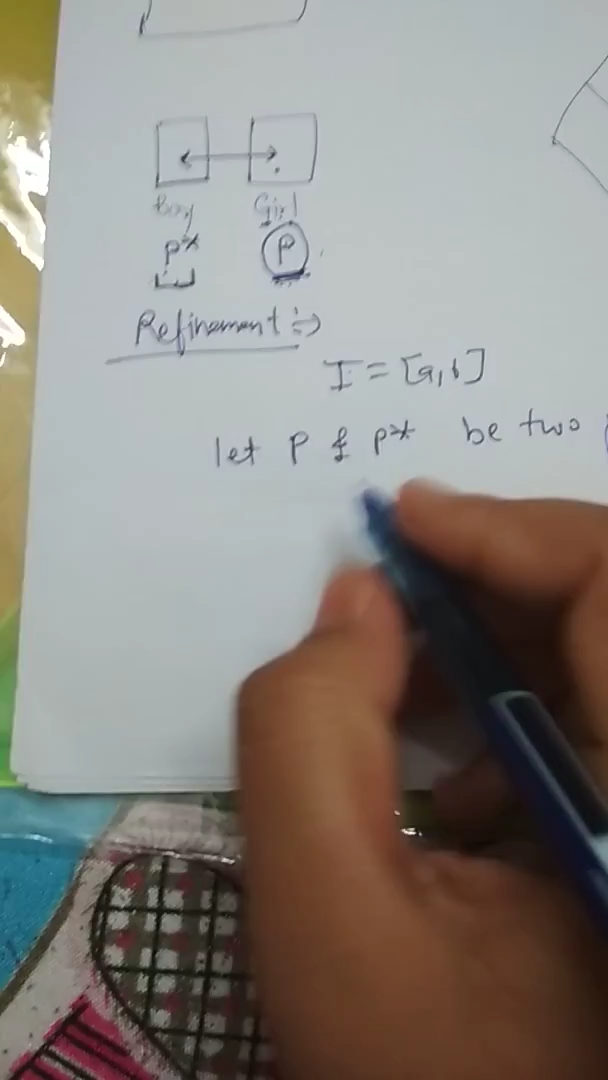 Boy Girl
P* P
Refinement :⇒
I = [a, b]
let P & P* be two